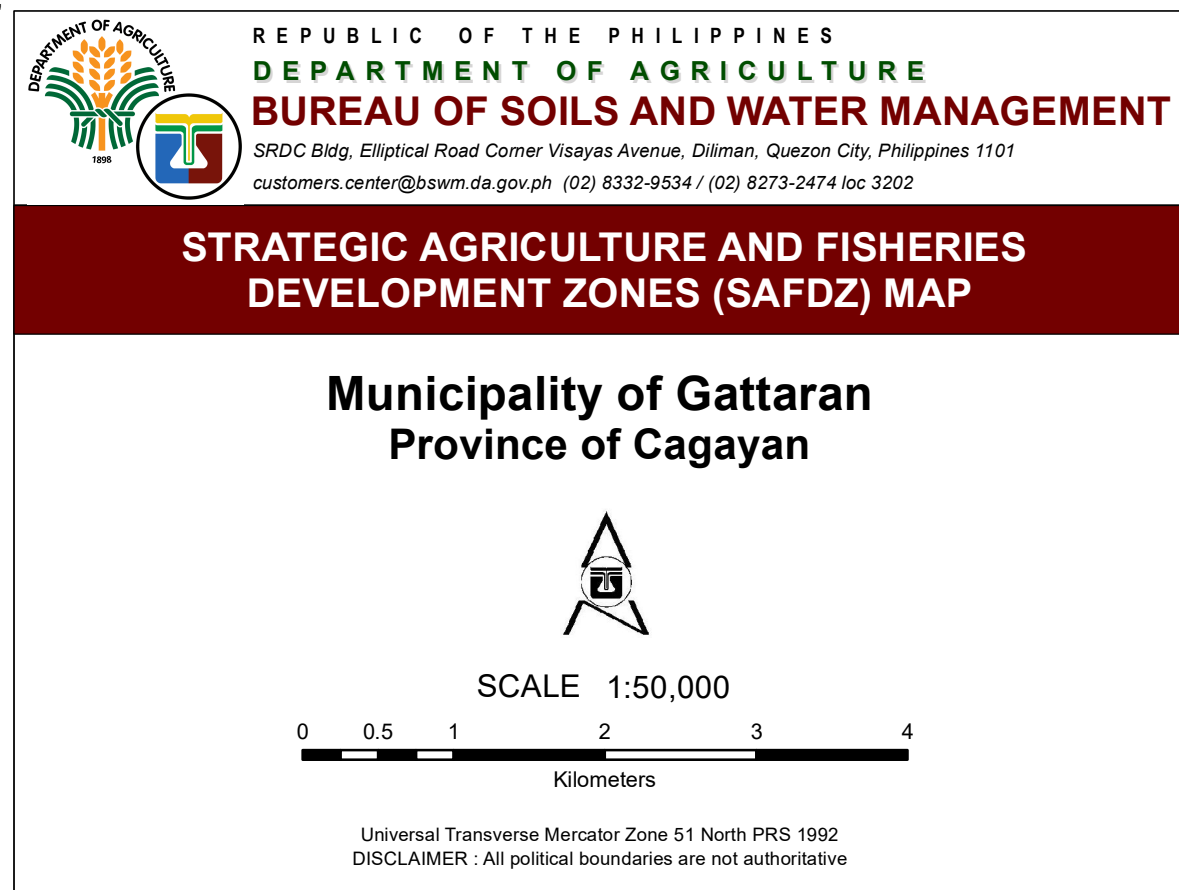 DEPARTMENT OF AGRICULTURE
1898
REPUBLIC OF THE PHILIPPINES
DEPARTMENT OF AGRICULTURE
BUREAU OF SOILS AND WATER MANAGEMENT
SRDC Bldg, Elliptical Road Corner Visayas Avenue, Diliman, Quezon City, Philippines 1101
customers.center@bswm.da.gov.ph (02) 8332-9534 / (02) 8273-2474 loc 3202
STRATEGIC AGRICULTURE AND FISHERIES
DEVELOPMENT ZONES (SAFDZ) MAP
Municipality of Gattaran
Province of Cagayan
SCALE 1:50,000
0 0.5 1 2 3 4
Kilometers
Universal Transverse Mercator Zone 51 North PRS 1992
DISCLAIMER : All political boundaries are not authoritative